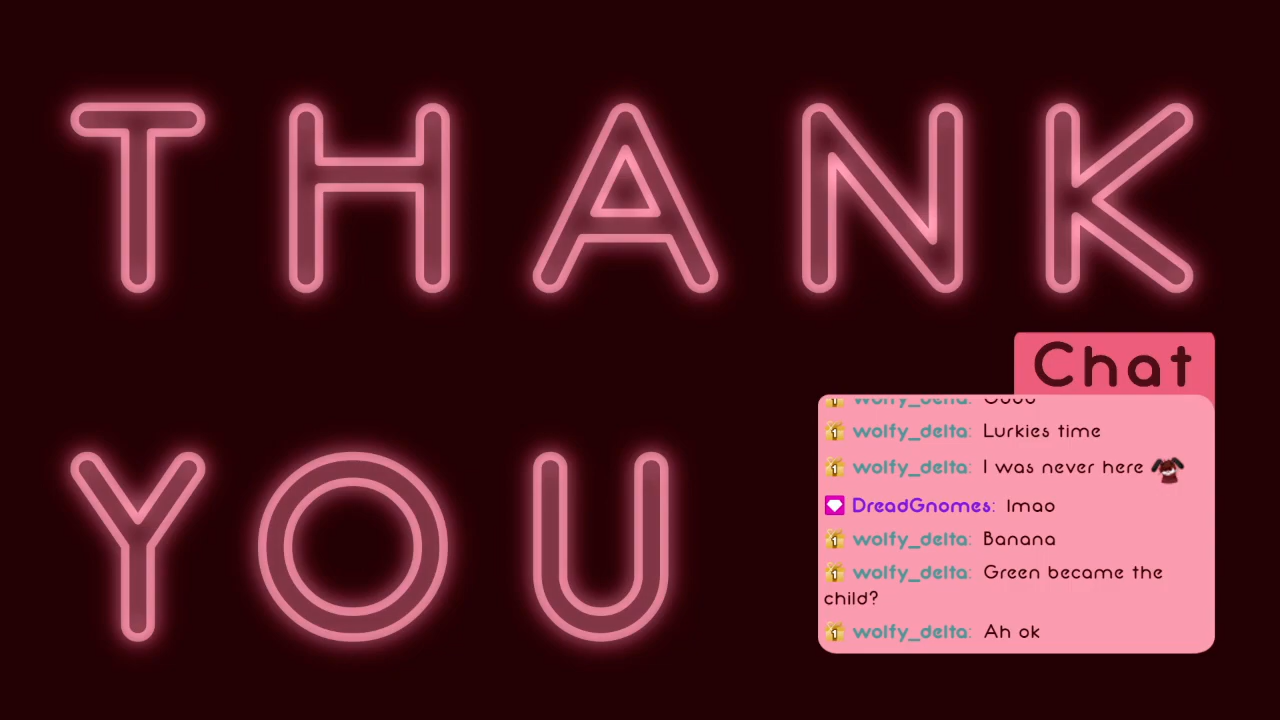 THANK
YOU
Chat
wolfy_delta:
wolfy_delta: Lurkies time
wolfy_delta: I was never here
DreadGnomes: lmao
wolfy_delta: Banana
wolfy_delta: Green became the
child?
wolfy_delta: Ah ok